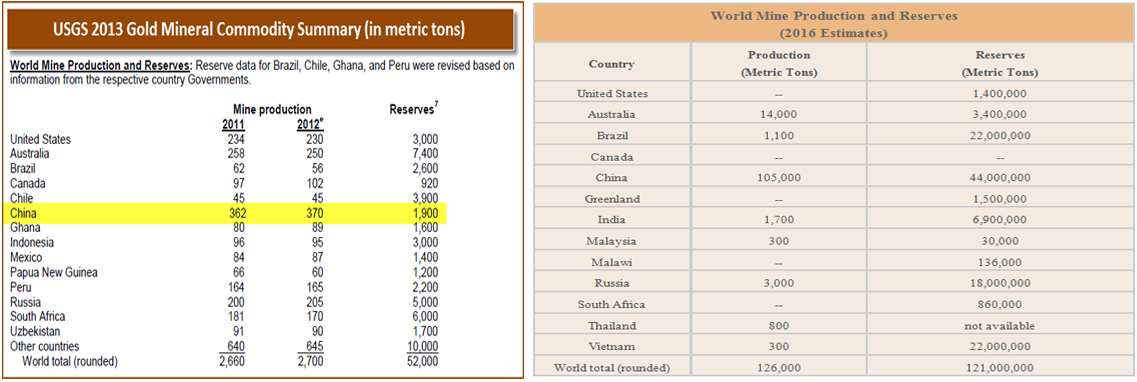 USGS 2013 Gold Mineral Commodity Summary (in metric tons)
World Mine Production and Reserves: Reserve data for Brazil, Chile, Ghana, and Peru were revised based on
information from the respective country Governments.
Mine production Reserves7
2011 2012e
United States 234 230 3,000
Australia 258 250 7,400
Brazil 62 56 2,600
Canada 97 102 920
Chile 45 45 3,900
China 362 370 1,900
Ghana 80 89 1,600
Indonesia 96 95 3,000
Mexico 84 87 1,400
Papua New Guinea 66 60 1,200
Peru 164 165 2,200
Russia 200 205 5,000
South Africa 181 170 6,000
Uzbekistan 91 90 1,700
Other countries 640 645 10,000
World total (rounded) 2,660 2,700 52,000
World Mine Production and Reserves
(2016 Estimates)
Country Production Reserves
(Metric Tons) (Metric Tons)
United States -- 1,400,000
Australia 14,000 3,400,000
Brazil 1,100 22,000,000
Canada -- --
China 105,000 44,000,000
Greenland -- 1,500,000
India 1,700 6,900,000
Malaysia 300 30,000
Malawi -- 136,000
Russia 3,000 18,000,000
South Africa -- 860,000
Thailand 800 not available
Vietnam 300 22,000,000
World total (rounded) 126,000 121,000,000